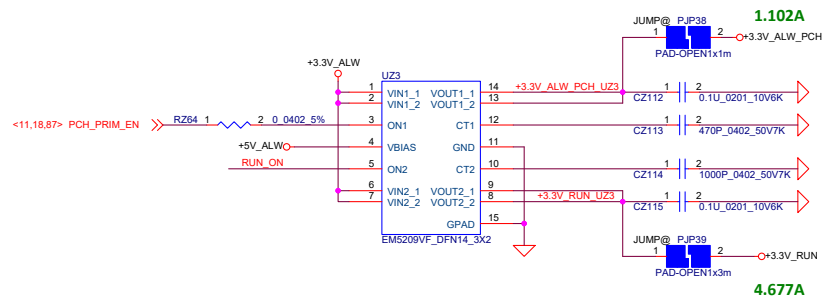 JUMP@ PJP38 1.102A
1 2 +3.3V_ALW_PCH
PAD-OPEN1x1m
+3.3V_ALW
UZ3
1 VIN1_1 VOUT1_1 14 +3.3V_ALW_PCH_UZ3 1 2
2 VIN1_2 VOUT1_2 13 CZ112 0.1U_0201_10V6K
<11,18,87> PCH_PRIM_EN RZ64 1 2 0_0402_5% 3 ON1 CT1 12 1 2
CZ113 470P_0402_50V7K
+5V_ALW 4 VBIAS GND 11
RUN_ON 5 ON2 CT2 10 1 2
CZ114 1000P_0402_50V7K
6 VIN2_1 VOUT2_1 9
7 VIN2_2 VOUT2_2 8 +3.3V_RUN_UZ3 1 2
CZ115 0.1U_0201_10V6K
GPAD 15
EM5209VF_DFN14_3X2
JUMP@ PJP39
1 2 +3.3V_RUN
PAD-OPEN1x3m
4.677A